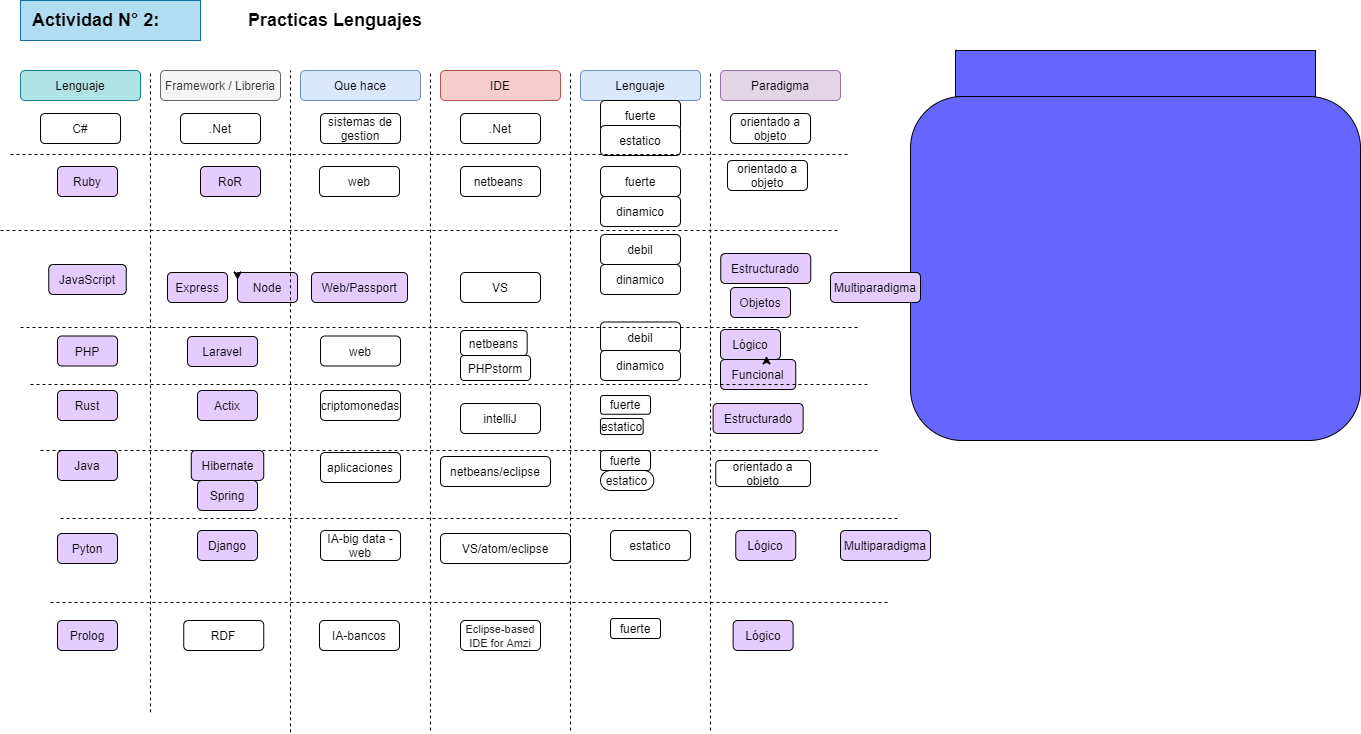 Actividad N° 2:
Practicas Lenguajes
Lenguaje
Framework / Libreria
Que hace
IDE
Lenguaje
Paradigma
C#
.Net
sistemas de
gestion
.Net
fuerte
estatico
orientado a
objeto
Ruby
RoR
web
netbeans
fuerte
dinamico
orientado a
objeto
JavaScript
Express
Node
Web/Passport
VS
debil
dinamico
Estructurado
Objetos
Multiparadigma
PHP
Laravel
web
netbeans
PHPstorm
debil
dinamico
Lógico
Funcional
Rust
Actix
criptomonedas
intelliJ
fuerte
estatico
Estructurado
Java
Hibernate
Spring
aplicaciones
netbeans/eclipse
fuerte
estatico
orientado a
objeto
Pyton
Django
IA-big data -
web
VS/atom/eclipse
estatico
Lógico
Multiparadigma
Prolog
RDF
IA-bancos
Eclipse-based
IDE for Amzi
fuerte
Lógico